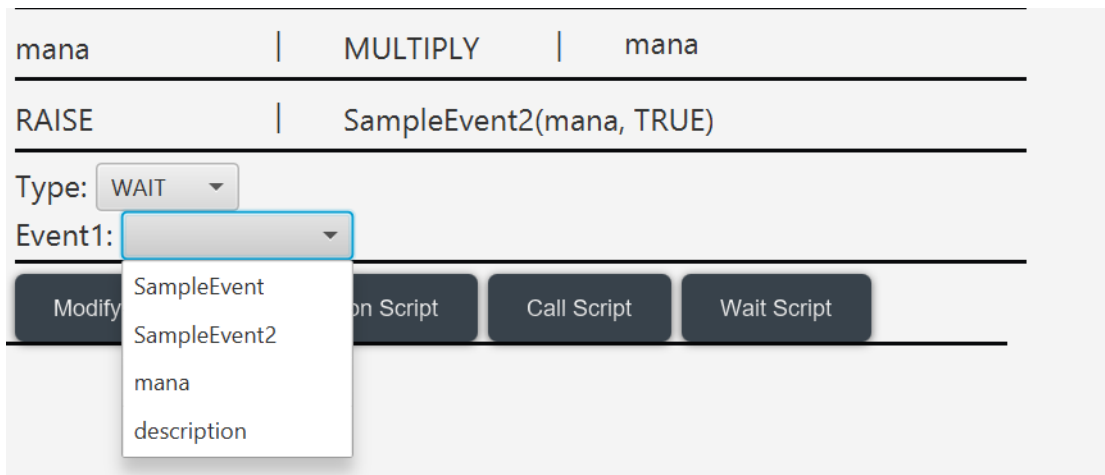 mana | MULTIPLY | mana
RAISE | SampleEvent2(mana, TRUE)
Type: WAIT
Event1:
SampleEvent
SampleEvent2
mana
description
Modify on Script Call Script Wait Script